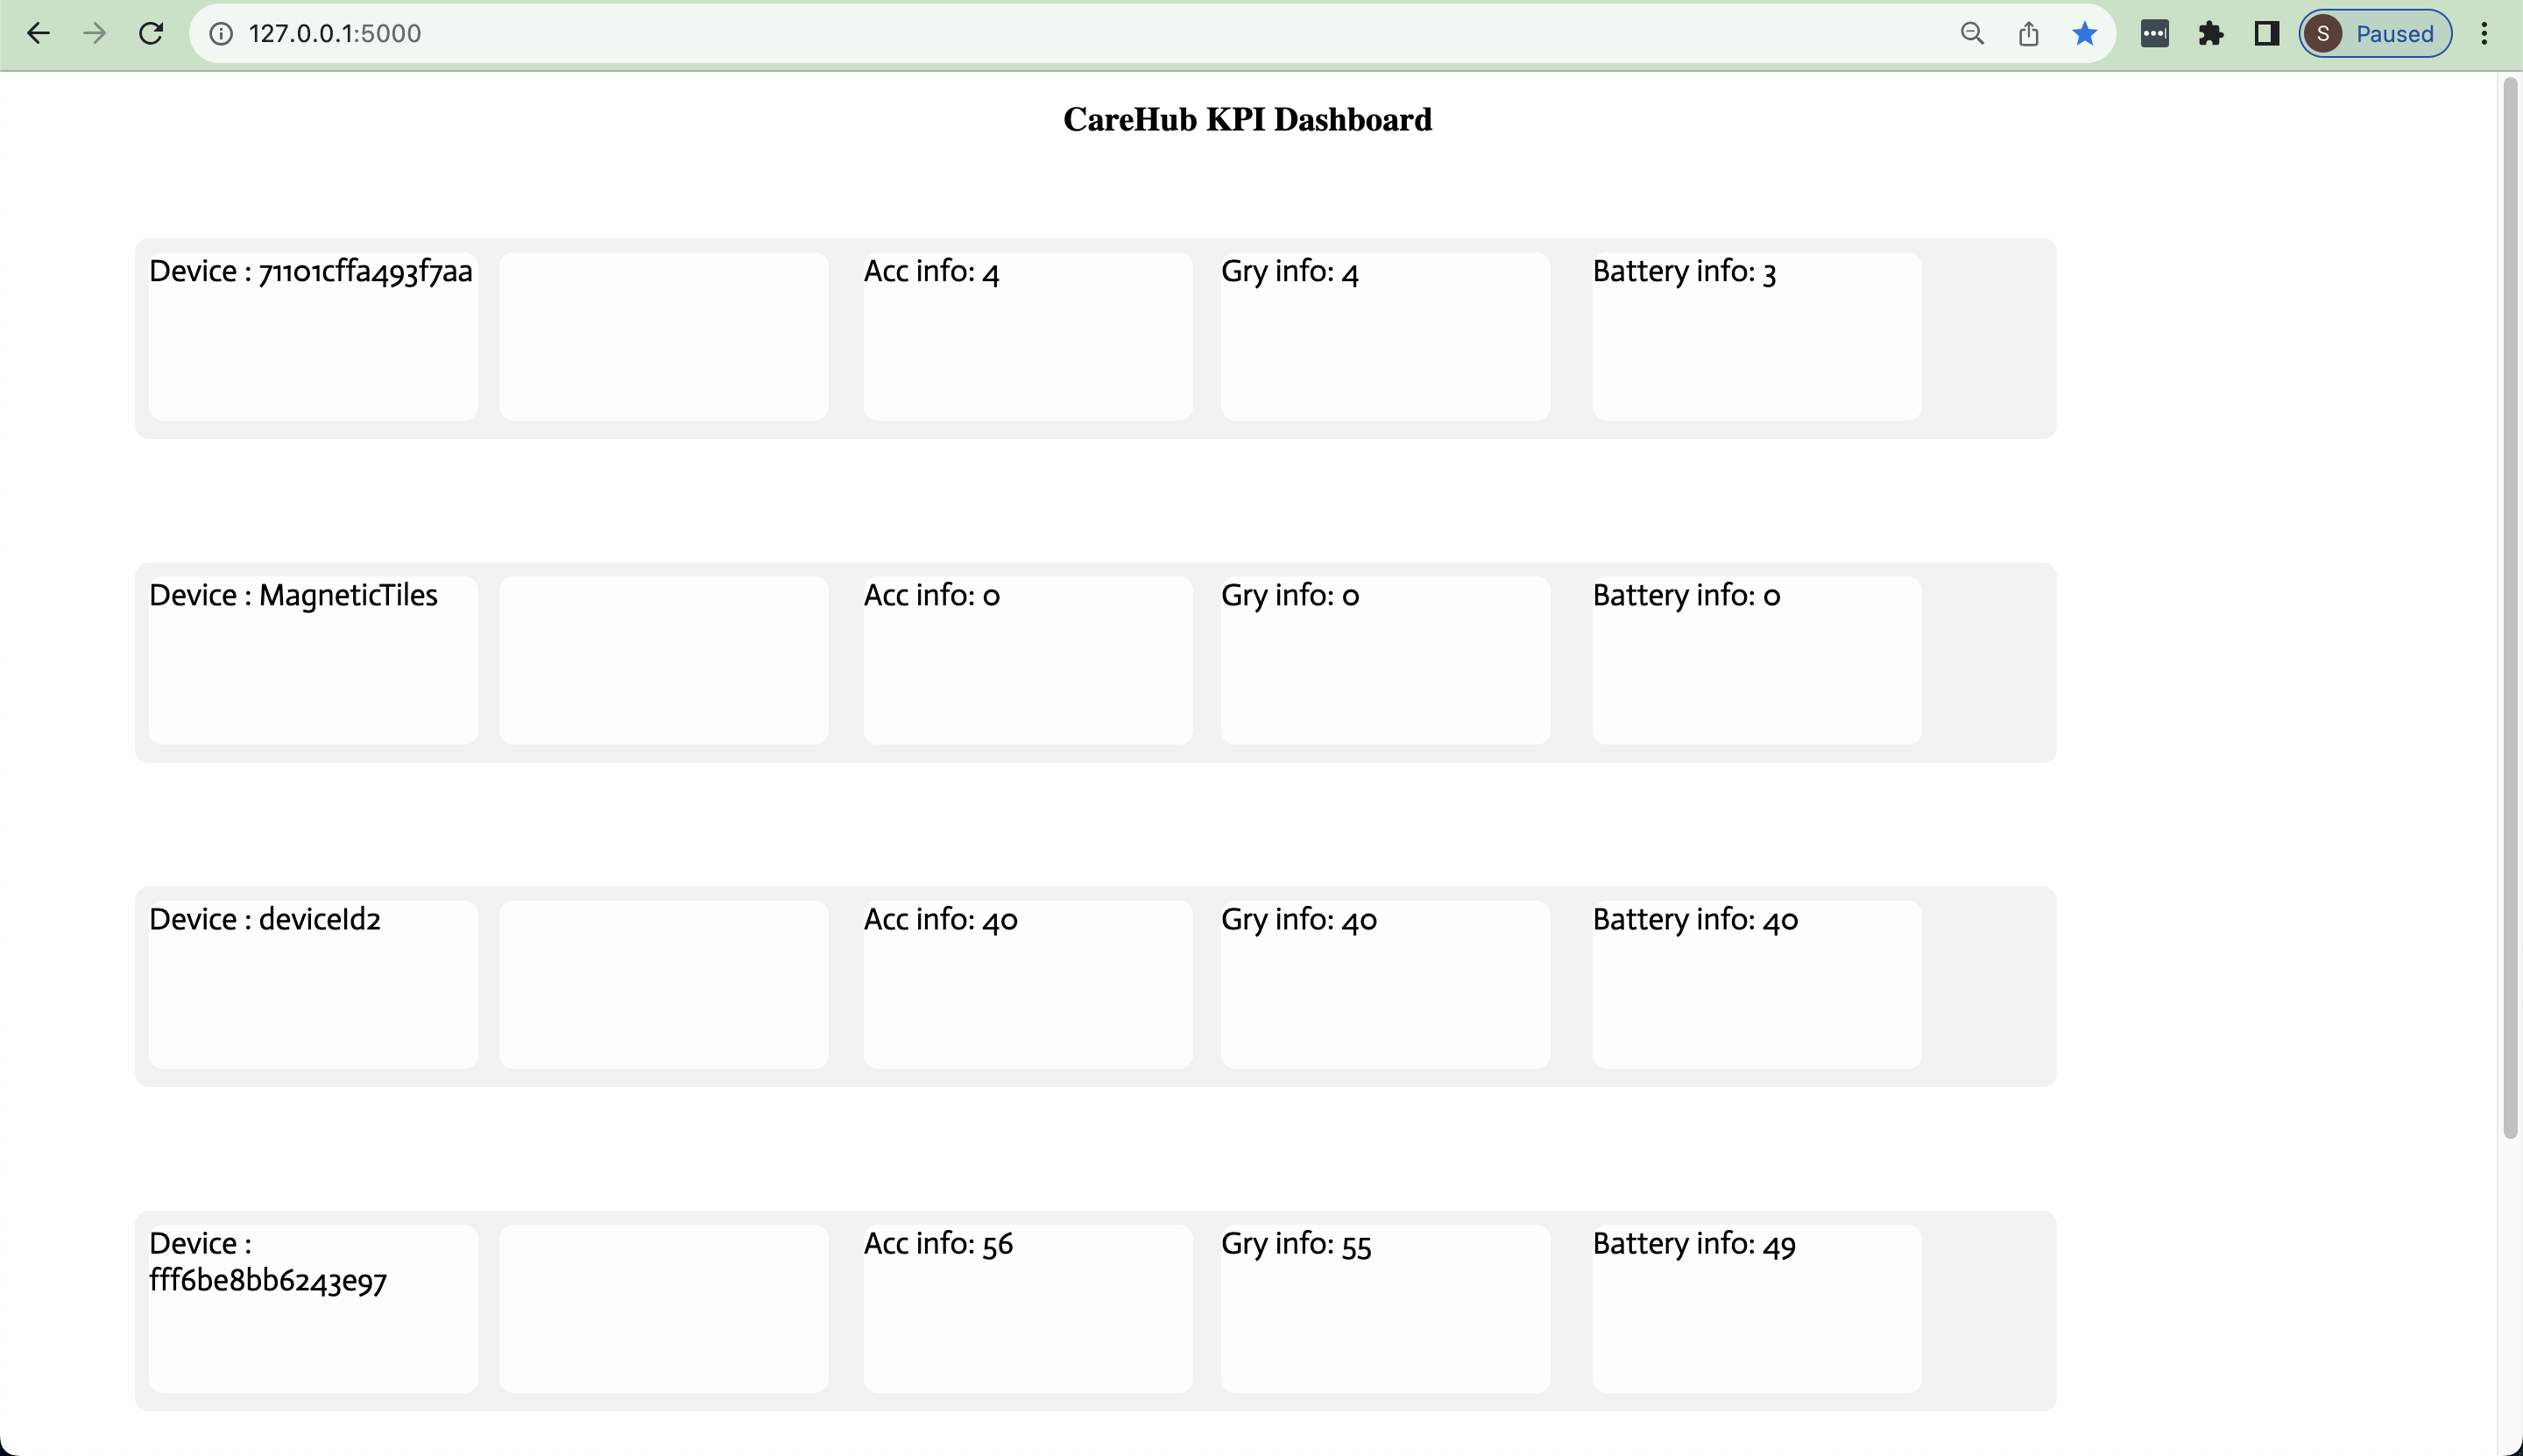 127.0.0.1:5000
S Paused
CareHub KPI Dashboard
Device : 71101cffa493f7aa
Acc info: 4
Gry info: 4
Battery info: 3
Device : MagneticTiles
Acc info: 0
Gry info: 0
Battery info: 0
Device : deviceId2
Acc info: 40
Gry info: 40
Battery info: 40
Device :
fff6be8bb6243e97
Acc info: 56
Gry info: 55
Battery info: 49